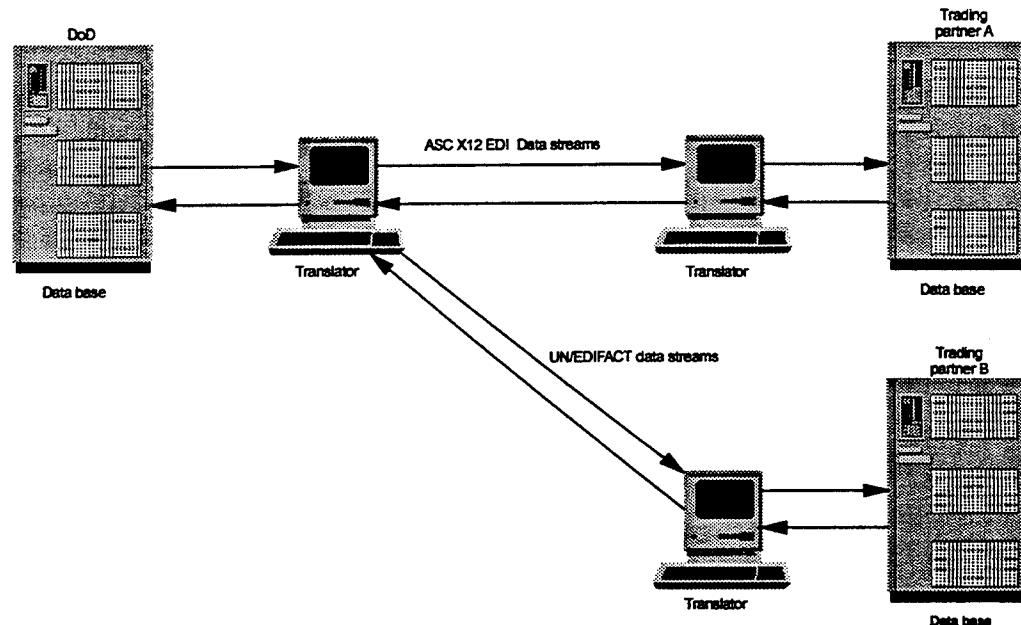 DoD
Trading
partner A
ASC X12 EDI Data streams
Translator
Translator
Data base
Data base
UN/EDIFACT data streams
Trading
partner B
Translator
Data base